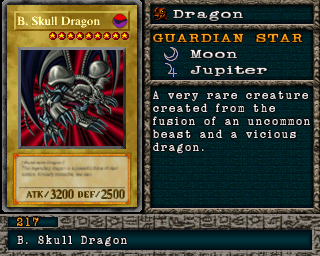 B. Skull Dragon
ATK/3200 DEF/2500
Dragon
GUARDIAN STAR
Moon
Jupiter
A very rare creature
created from the
fusion of an uncommon
beast and a vicious
dragon.
217
B. Skull Dragon